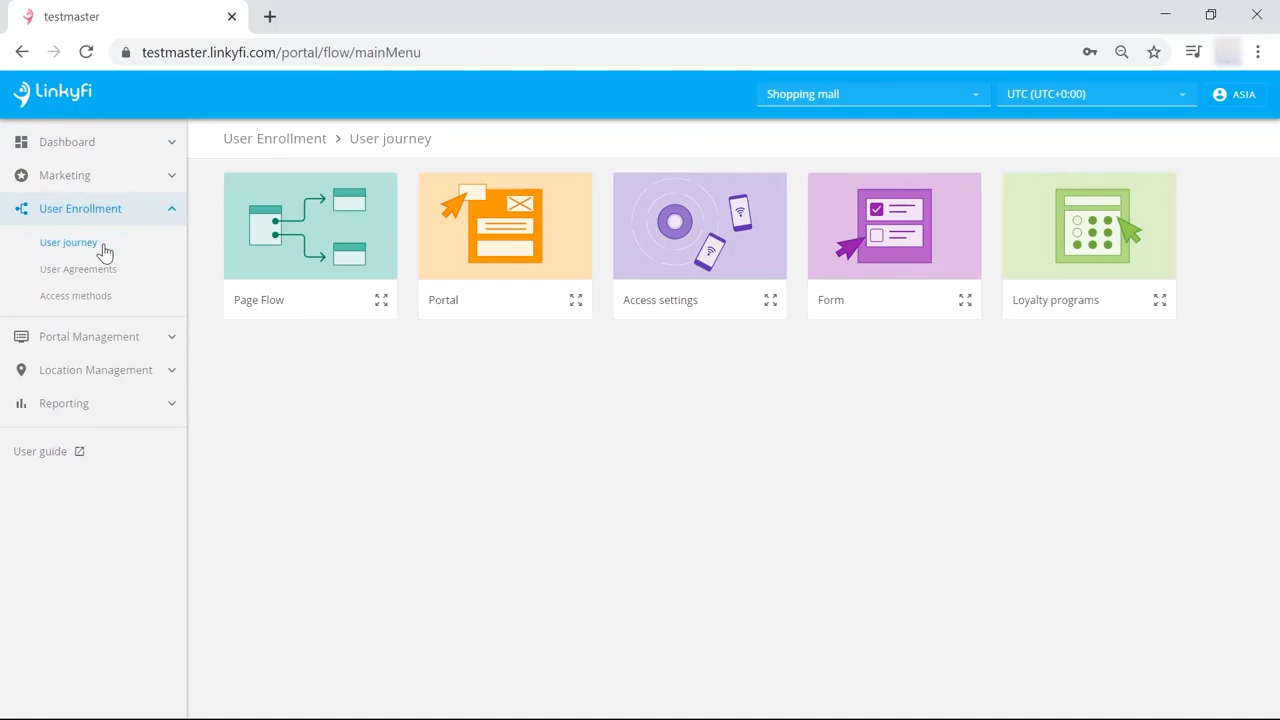 testmaster
testmaster.linkyfi.com/portal/flow/mainMenu
linkyfi
Shopping mall
UTC (UTC+0:00)
ASIA
Dashboard
Marketing
User Enrollment
User journey
User Agreements
Access methods
Portal Management
Location Management
Reporting
User guide
User Enrollment > User journey
Page Flow
Portal
Access settings
Form
Loyalty programs